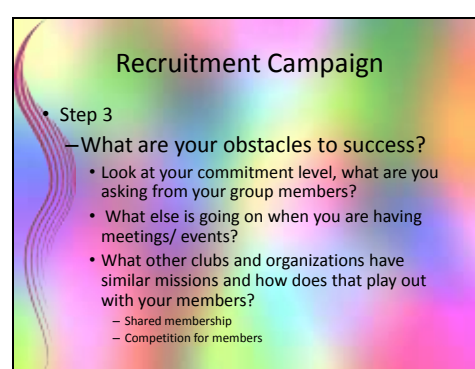 Recruitment Campaign
• Step 3
–What are your obstacles to success?
• Look at your commitment level, what are you
asking from your group members?
• What else is going on when you are having
meetings/ events?
• What other clubs and organizations have
similar missions and how does that play out
with your members?
– Shared membership
– Competition for members